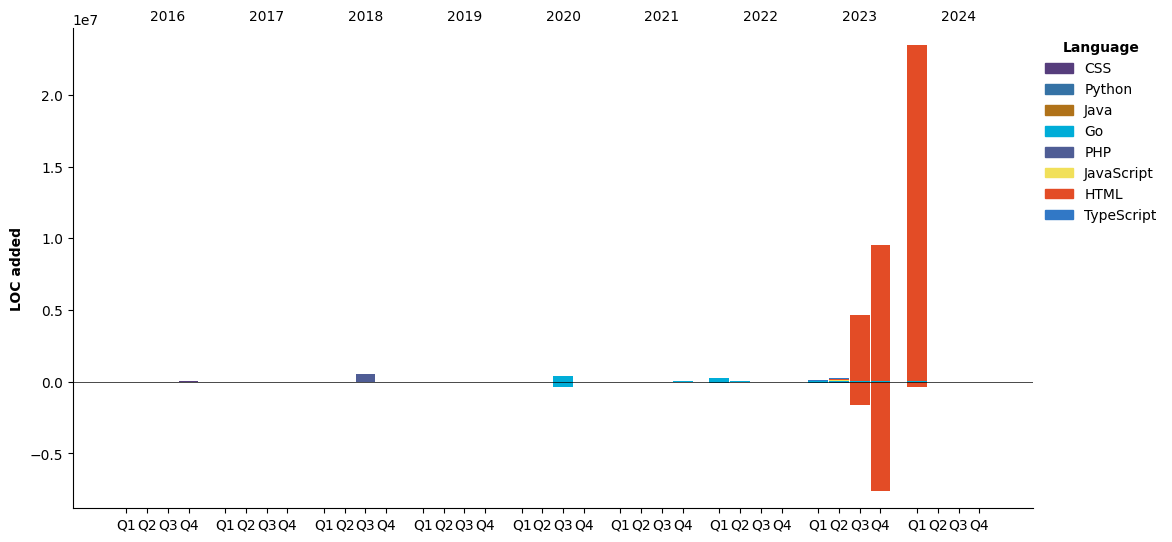 2016 2017 2018 2019 2020 2021 2022 2023 2024
1e7
Language
CSS
Python
Java
Go
PHP
JavaScript
HTML
TypeScript
LOC added
2.0
1.5
1.0
0.5
0.0
−0.5
Q1 Q2 Q3 Q4 Q1 Q2 Q3 Q4 Q1 Q2 Q3 Q4 Q1 Q2 Q3 Q4 Q1 Q2 Q3 Q4 Q1 Q2 Q3 Q4 Q1 Q2 Q3 Q4 Q1 Q2 Q3 Q4 Q1 Q2 Q3 Q4